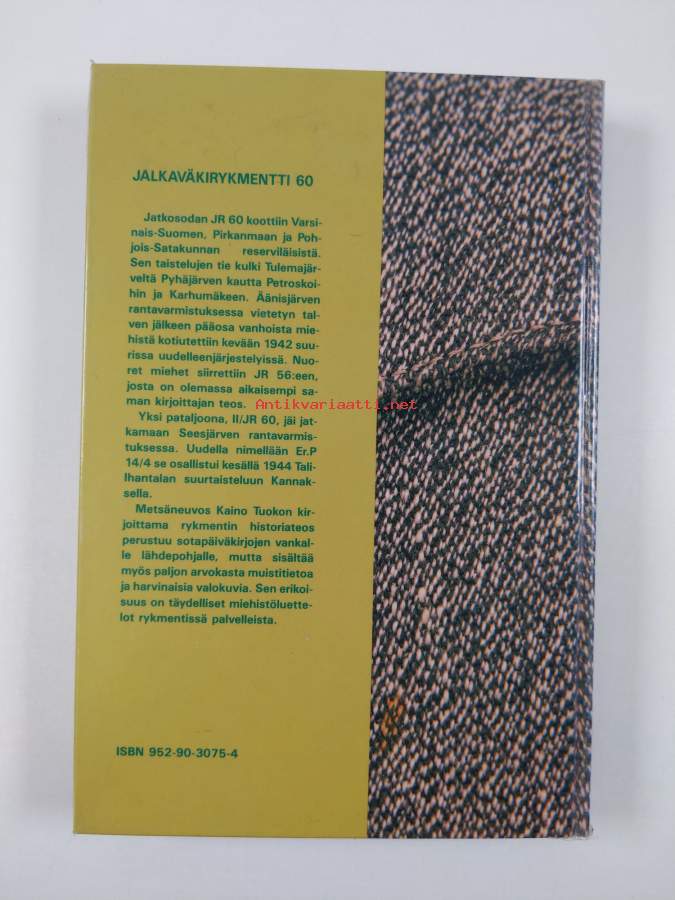 JALKAVÄKIRYKMENTTI 60
Jatkosodan JR 60 koottiin Varsi-
nais-Suomen, Pirkanmaan ja Poh-
jois-Satakunnan reserviläisistä.
Sen taistelujen tie kulki Tulemajär-
veltä Pyhäjärven kautta Petroskoi-
hin ja Karhumäkeen. Äänisjärven
rantavarmistuksessa vietetyn tal-
ven jälkeen pääosa vanhoista mie-
histä kotiutettiin kevään 1942 suu-
rissa uudelleenjärjestelyissä. Nuo-
ret miehet siirrettiin JR 56:een,
josta on olemassa aikaisempi sa-
man kirjoittajan teos.
Antikvariaatti.net
Yksi pataljoona, II/JR 60, jäi jat-
kamaan Seesjärven rantavarmis-
tuksessa. Uudella nimellään Er.P
14/4 se osallistui kesällä 1944 Tali-
Ihantalan suurtaisteluun Kannak-
sella.
Metsäneuvos Kaino Tuokon kir-
joittama rykmentin historiateos
perustuu sotapäiväkirjojen vankal-
le lähdepohjalle, mutta sisältää
myös paljon arvokasta muistitietoa
ja harvinaisia valokuvia. Sen erikoi-
suus on täydelliset miehistöluette-
lot rykmentissä palvelleista.
ISBN 952-90-3075-4